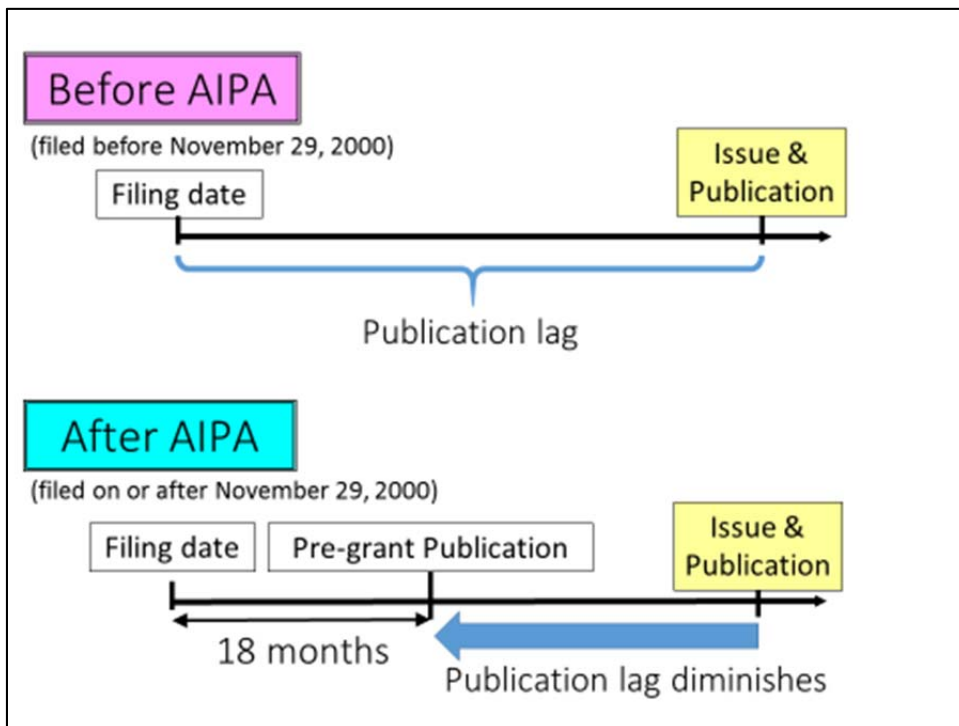 Before AIPA
(filed before November 29, 2000)
Filing date
Issue &
Publication
Publication lag
After AIPA
(filed on or after November 29, 2000)
Filing date
Pre-grant Publication
Issue &
Publication
18 months
Publication lag diminishes